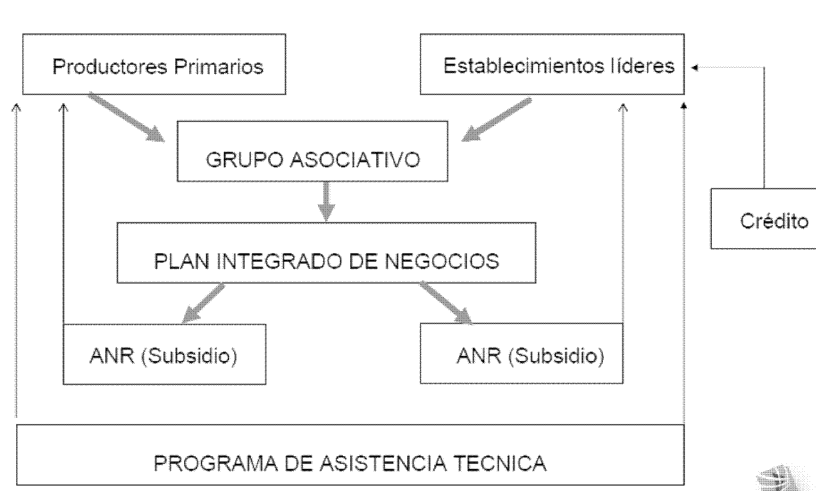 Productores Primarios
Establecimientos líderes
GRUPO ASOCIATIVO
Crédito
PLAN INTEGRADO DE NEGOCIOS
ANR (Subsidio)
ANR (Subsidio)
PROGRAMA DE ASISTENCIA TECNICA